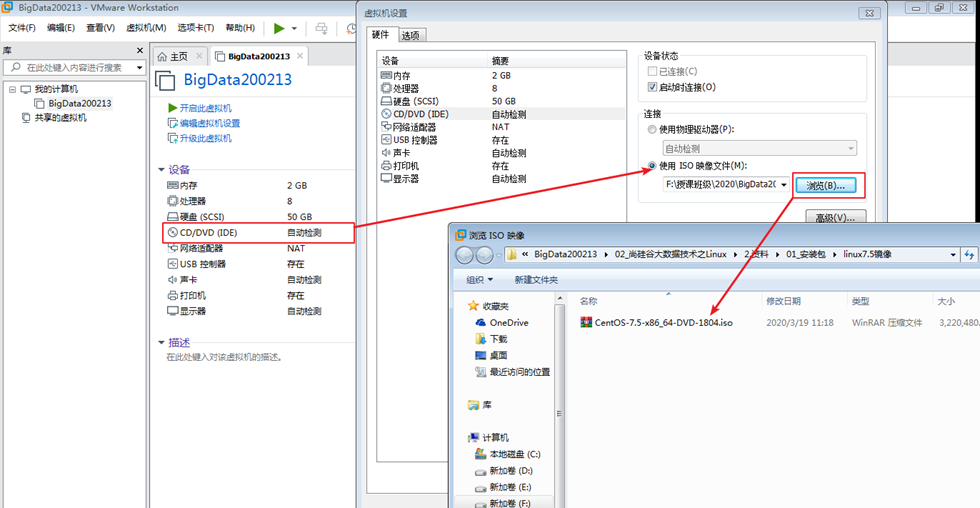 BigData200213 - VMware Workstation
文件(F) 编辑(E) 查看(V) 虚拟机(M) 选项卡(T) 帮助(H)
库
在此处键入内容进行搜索
我的计算机
BigData200213
共享的虚拟机
主页 BigData200213
BigData200213
开启此虚拟机
编辑虚拟机设置
升级此虚拟机
设备
内存 2 GB
处理器 8
硬盘 (SCSI) 50 GB
CD/DVD (IDE) 自动检测
网络适配器 NAT
USB 控制器 存在
声卡 自动检测
打印机 存在
显示器 自动检测
描述
在此处键入对该虚拟机的描述。
虚拟机设置
硬件 选项
设备 摘要
内存 2 GB
处理器 8
硬盘 (SCSI) 50 GB
CD/DVD (IDE) 自动检测
网络适配器 NAT
USB 控制器 存在
声卡 自动检测
打印机 存在
显示器 自动检测
设备状态
已连接(C)
启动时连接(O)
连接
使用物理驱动器(P):
自动检测
使用 ISO 映像文件(M):
F:\授课班级\2020\BigData20
浏览(B)...
高级(V)...
浏览 ISO 映像
« BigData200213 02_尚硅谷大数据技术之Linux 2.资料 01_安装包 linux7.5镜像
组织 新建文件夹
收藏夹
OneDrive
下载
桌面
最近访问的位置
库
计算机
本地磁盘 (C:)
新加卷 (D:)
新加卷 (E:)
新加卷 (F:)
名称 修改日期 类型 大小
CentOS-7.5-x86_64-DVD-1804.iso 2020/3/19 11:18 WinRAR 压缩文件 3,220,480